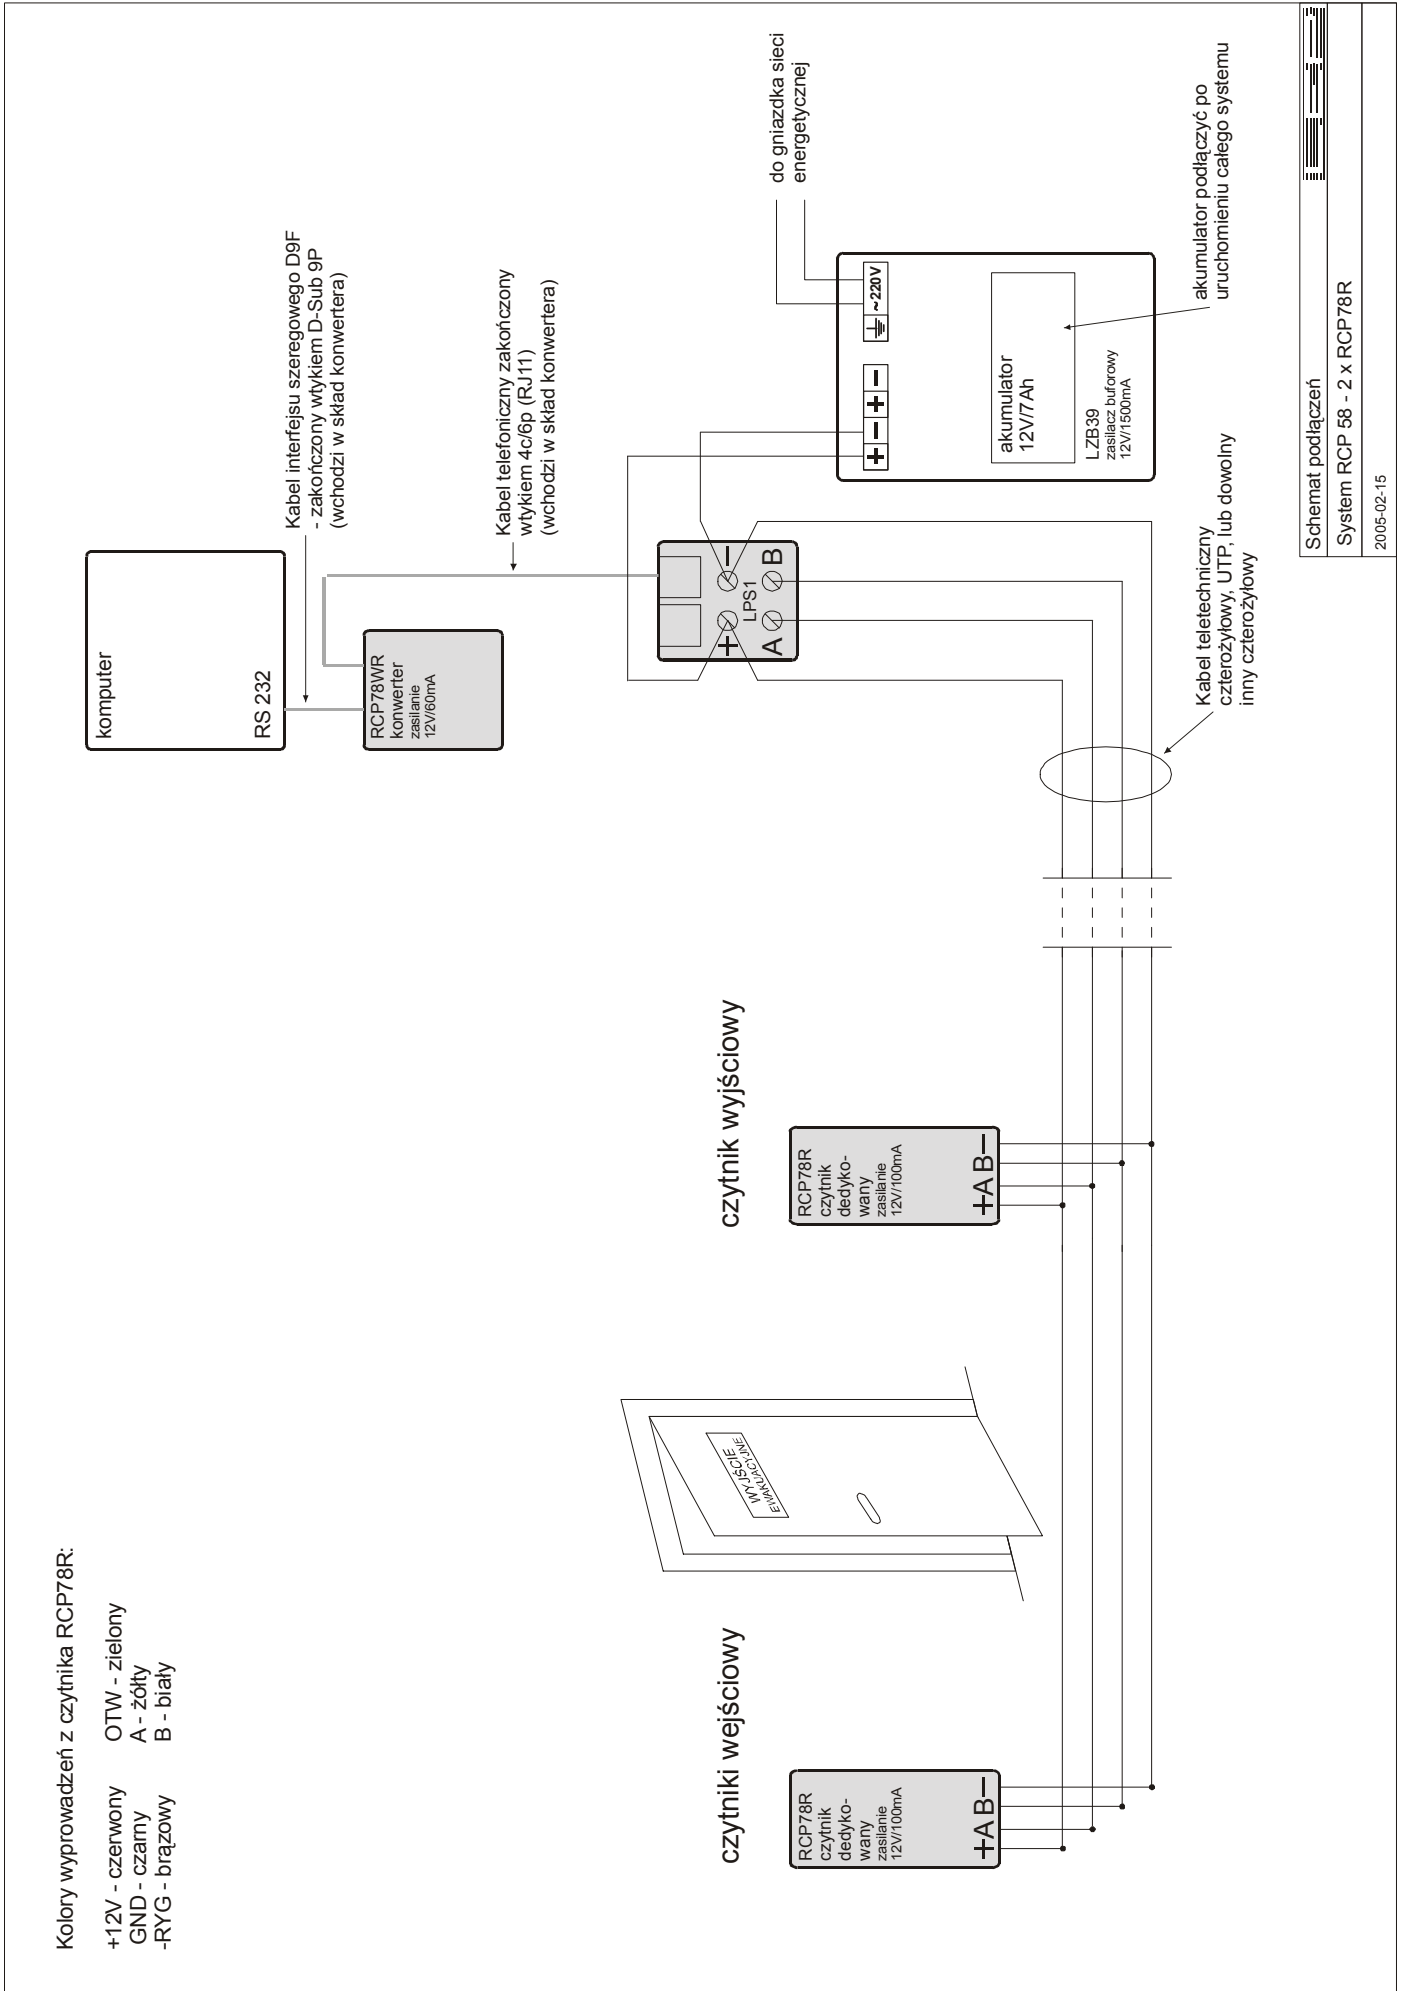 Kolory wyprowadzeń z czytnika RCP78R:
+12V - czerwony
GND - czarny
-RYG - brązowy
OTW - zielony
A - żółty
B - biały
komputer
RS 232
Kabel interfejsu szeregowego D9F
- zakończony wtykiem D-Sub 9P
(wchodzi w skład konwertera)
RCP78WR
konwerter
zasilanie
12V/60mA
Kabel telefoniczny zakończony
wtykiem 4c/6p (RJ11)
(wchodzi w skład konwertera)
+ −
LPS1
A B
do gniazdka sieci
energetycznej
+ − + −
~220V
akumulator
12V/7Ah
LZB39
zasilacz buforowy
12V/1500mA
akumulator podłączyć po
uruchomieniu całego systemu
czytniki wejściowy
RCP78R
czytnik
dedyko-
wany
zasilanie
12V/100mA
+A B−
WYJŚCIE
EWAKUACYJNE
czytnik wyjściowy
RCP78R
czytnik
dedyko-
wany
zasilanie
12V/100mA
+A B−
Kabel teletechniczny
czterożyłowy, UTP, lub dowolny
inny czterożyłowy
Schemat podłączeń
System RCP 58 - 2 x RCP78R
2005-02-15